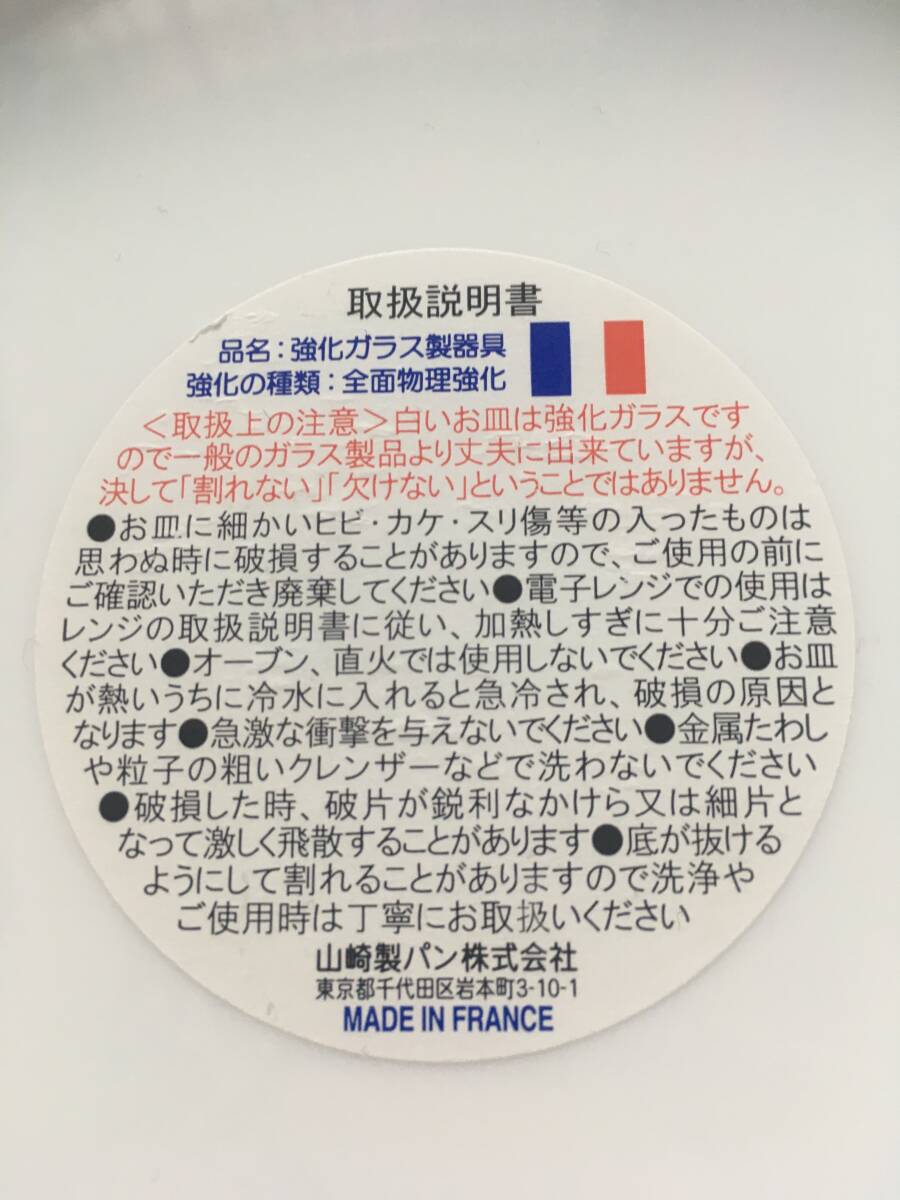 取扱説明書
品名：強化ガラス製器具
強化の種類：全面物理強化
＜取扱上の注意＞白いお皿は強化ガラスです
ので一般のガラス製品より丈夫に出来ていますが、
決して「割れない」「欠けない」ということではありません。
●お皿に細かいヒビ・カケ・スリ傷等の入ったものは
思わぬ時に破損することがありますので、ご使用の前に
ご確認いただき廃棄してください●電子レンジでの使用は
レンジの取扱説明書に従い、加熱しすぎに十分ご注意
ください●オーブン、直火では使用しないでください●お皿
が熱いうちに冷水に入れると急冷され、破損の原因と
なります●急激な衝撃を与えないでください●金属たわし
や粒子の粗いクレンザーなどで洗わないでください
●破損した時、破片が鋭利なかけら又は細片と
なって激しく飛散することがあります●底が抜ける
ようにして割れることがありますので洗浄や
ご使用時は丁寧にお取扱いください
山崎製パン株式会社
東京都千代田区岩本町3-10-1
MADE IN FRANCE